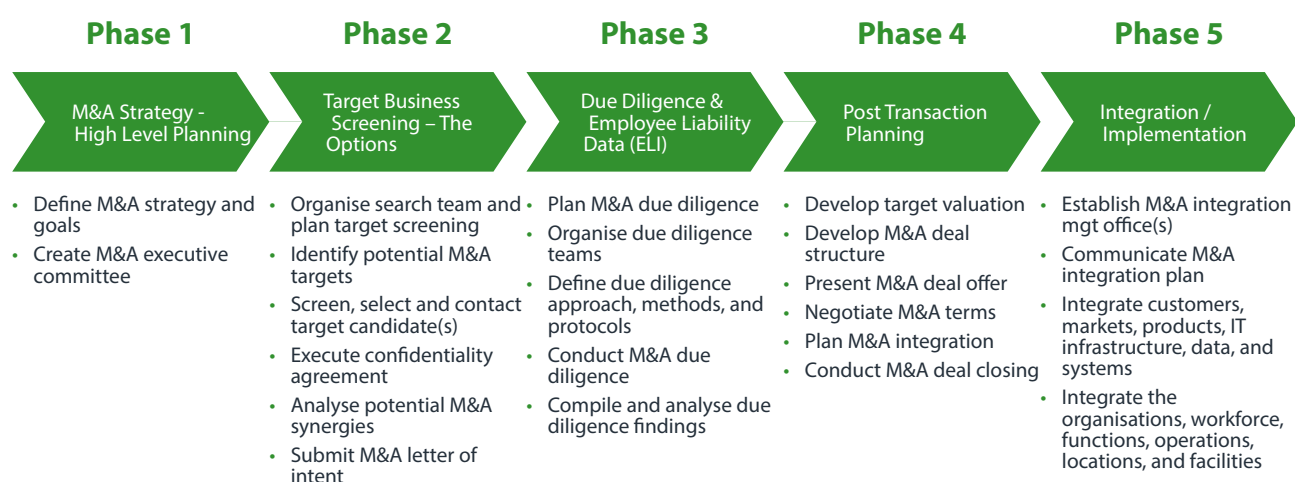 Phase 1
Phase 2
Phase 3
Phase 4
Phase 5
M&A Strategy -
High Level Planning
Target Business
Screening – The
Options
Due Diligence &
Employee Liability
Data (ELI)
Post Transaction
Planning
Integration /
Implementation
• Define M&A strategy and
goals
• Create M&A executive
committee
• Organise search team and
plan target screening
• Identify potential M&A
targets
• Screen, select and contact
target candidate(s)
• Execute confidentiality
agreement
• Analyse potential M&A
synergies
• Submit M&A letter of
intent
• Plan M&A due diligence
• Organise due diligence
teams
• Define due diligence
approach, methods, and
protocols
• Conduct M&A due
diligence
• Compile and analyse due
diligence findings
• Develop target valuation
• Develop M&A deal
structure
• Present M&A deal offer
• Negotiate M&A terms
• Plan M&A integration
• Conduct M&A deal closing
• Establish M&A integration
mgt office(s)
• Communicate M&A
integration plan
• Integrate customers,
markets, products, IT
infrastructure, data, and
systems
• Integrate the
organisations, workforce,
functions, operations,
locations, and facilities